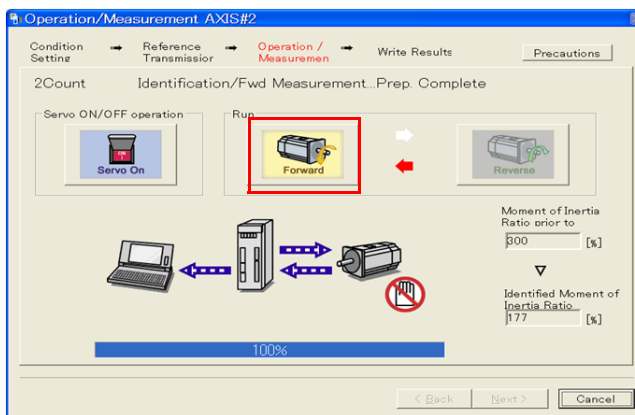 Operation/Measurement AXIS#2
Condition Setting → Reference Transmissior → Operation / Measuremen → Write Results
Precautions
2Count Identification/Fwd Measurement...Prep. Complete
Servo ON/OFF operation
Run
Servo On
Forward
Reverse
Moment of Inertia
Ratio prior to
300 [%]
Identified Moment of
Inertia Ratio
177 [%]
100%
< Back
Next >
Cancel